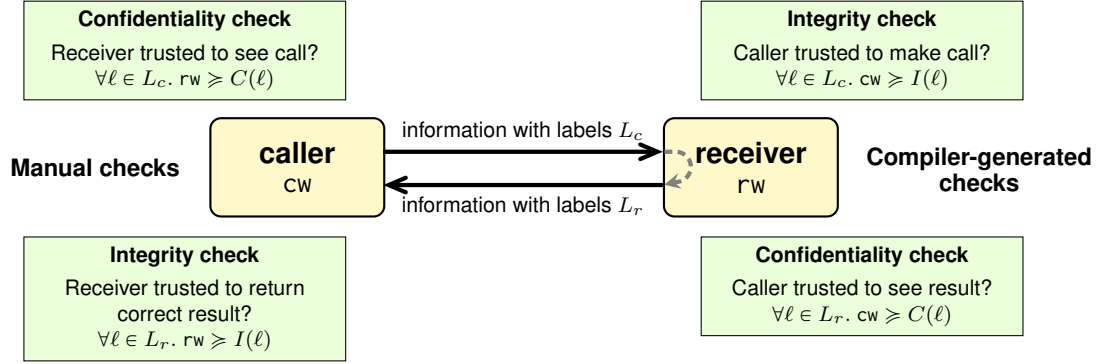 Confidentiality check
Receiver trusted to see call?
∀ℓ ∈ L_c. rw ≽ C(ℓ)
Integrity check
Caller trusted to make call?
∀ℓ ∈ L_c. cw ≽ I(ℓ)
Manual checks
caller
cw
information with labels L_c
information with labels L_r
receiver
rw
Compiler-generated
checks
Integrity check
Receiver trusted to return
correct result?
∀ℓ ∈ L_r. rw ≽ I(ℓ)
Confidentiality check
Caller trusted to see result?
∀ℓ ∈ L_r. cw ≽ C(ℓ)